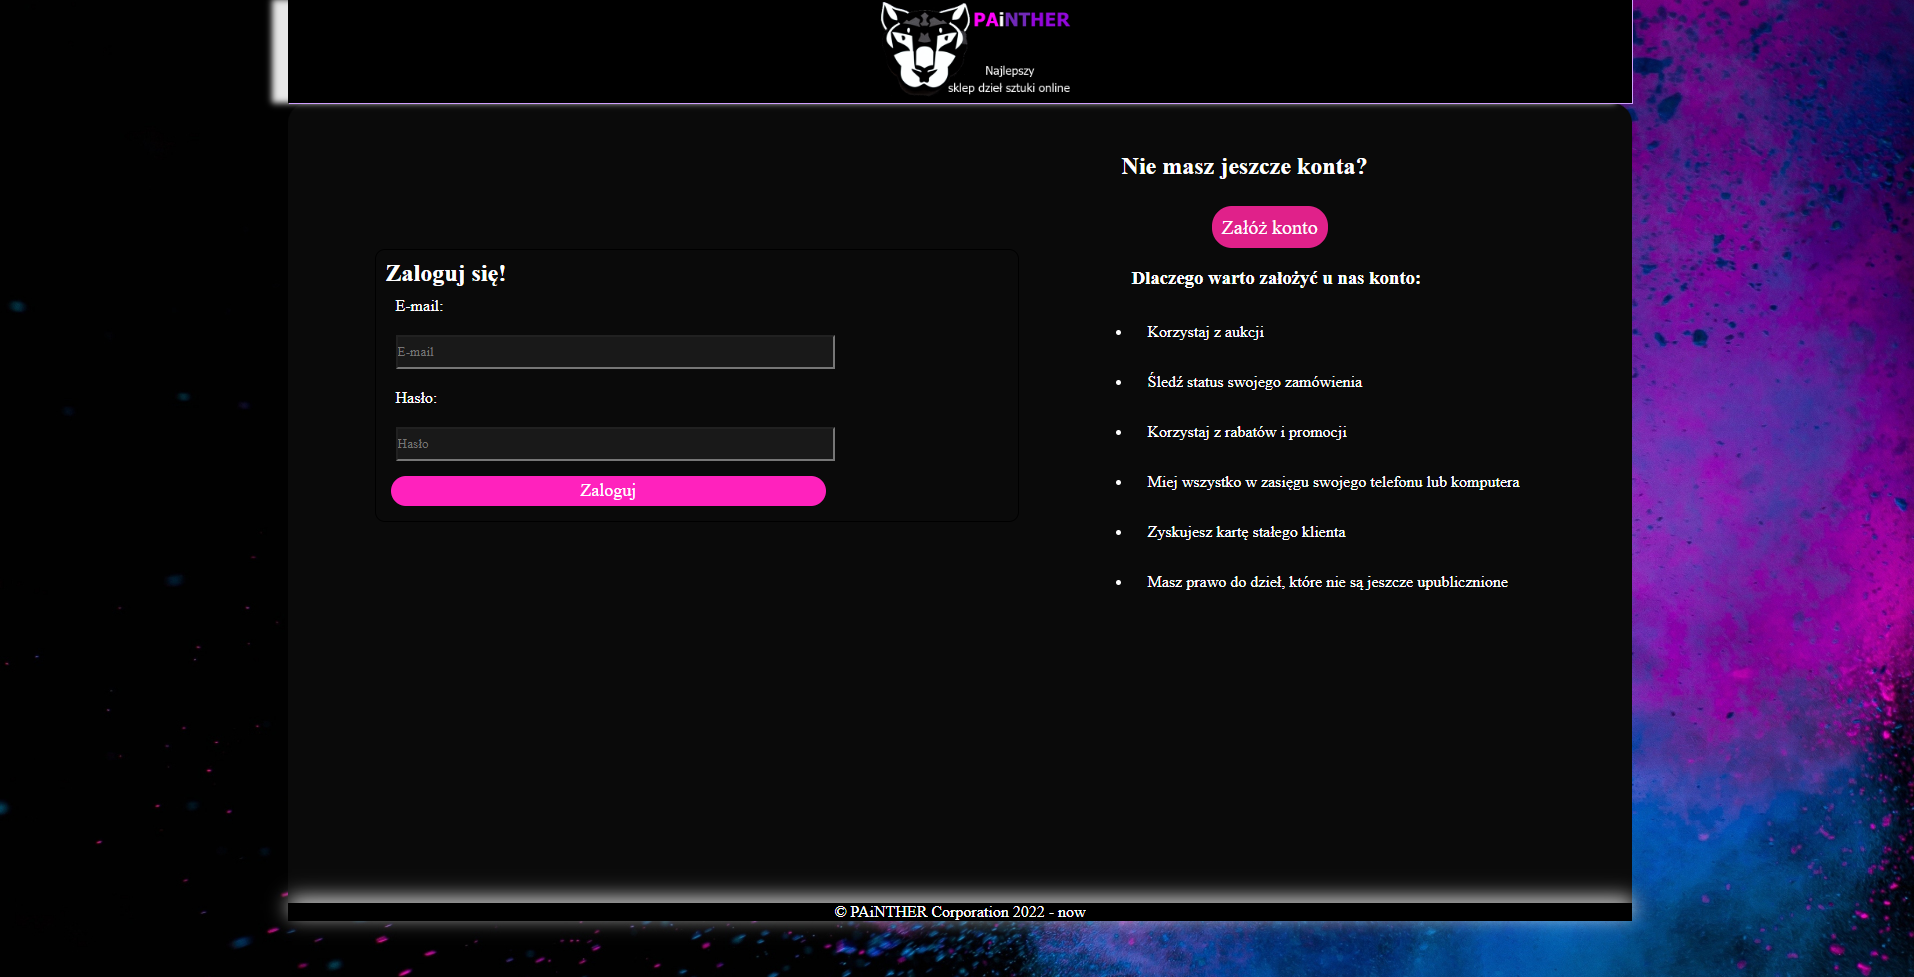 PAiNTHER
Najlepszy
sklep dzieł sztuki online
Zaloguj się!
E-mail:
E-mail
Hasło:
Hasło
Zaloguj
Nie masz jeszcze konta?
Załóż konto
Dlaczego warto założyć u nas konto:
• Korzystaj z aukcji
• Śledź status swojego zamówienia
• Korzystaj z rabatów i promocji
• Miej wszystko w zasięgu swojego telefonu lub komputera
• Zyskujesz kartę stałego klienta
• Masz prawo do dzieł, które nie są jeszcze upublicznione
© PAiNTHER Corporation 2022 - now